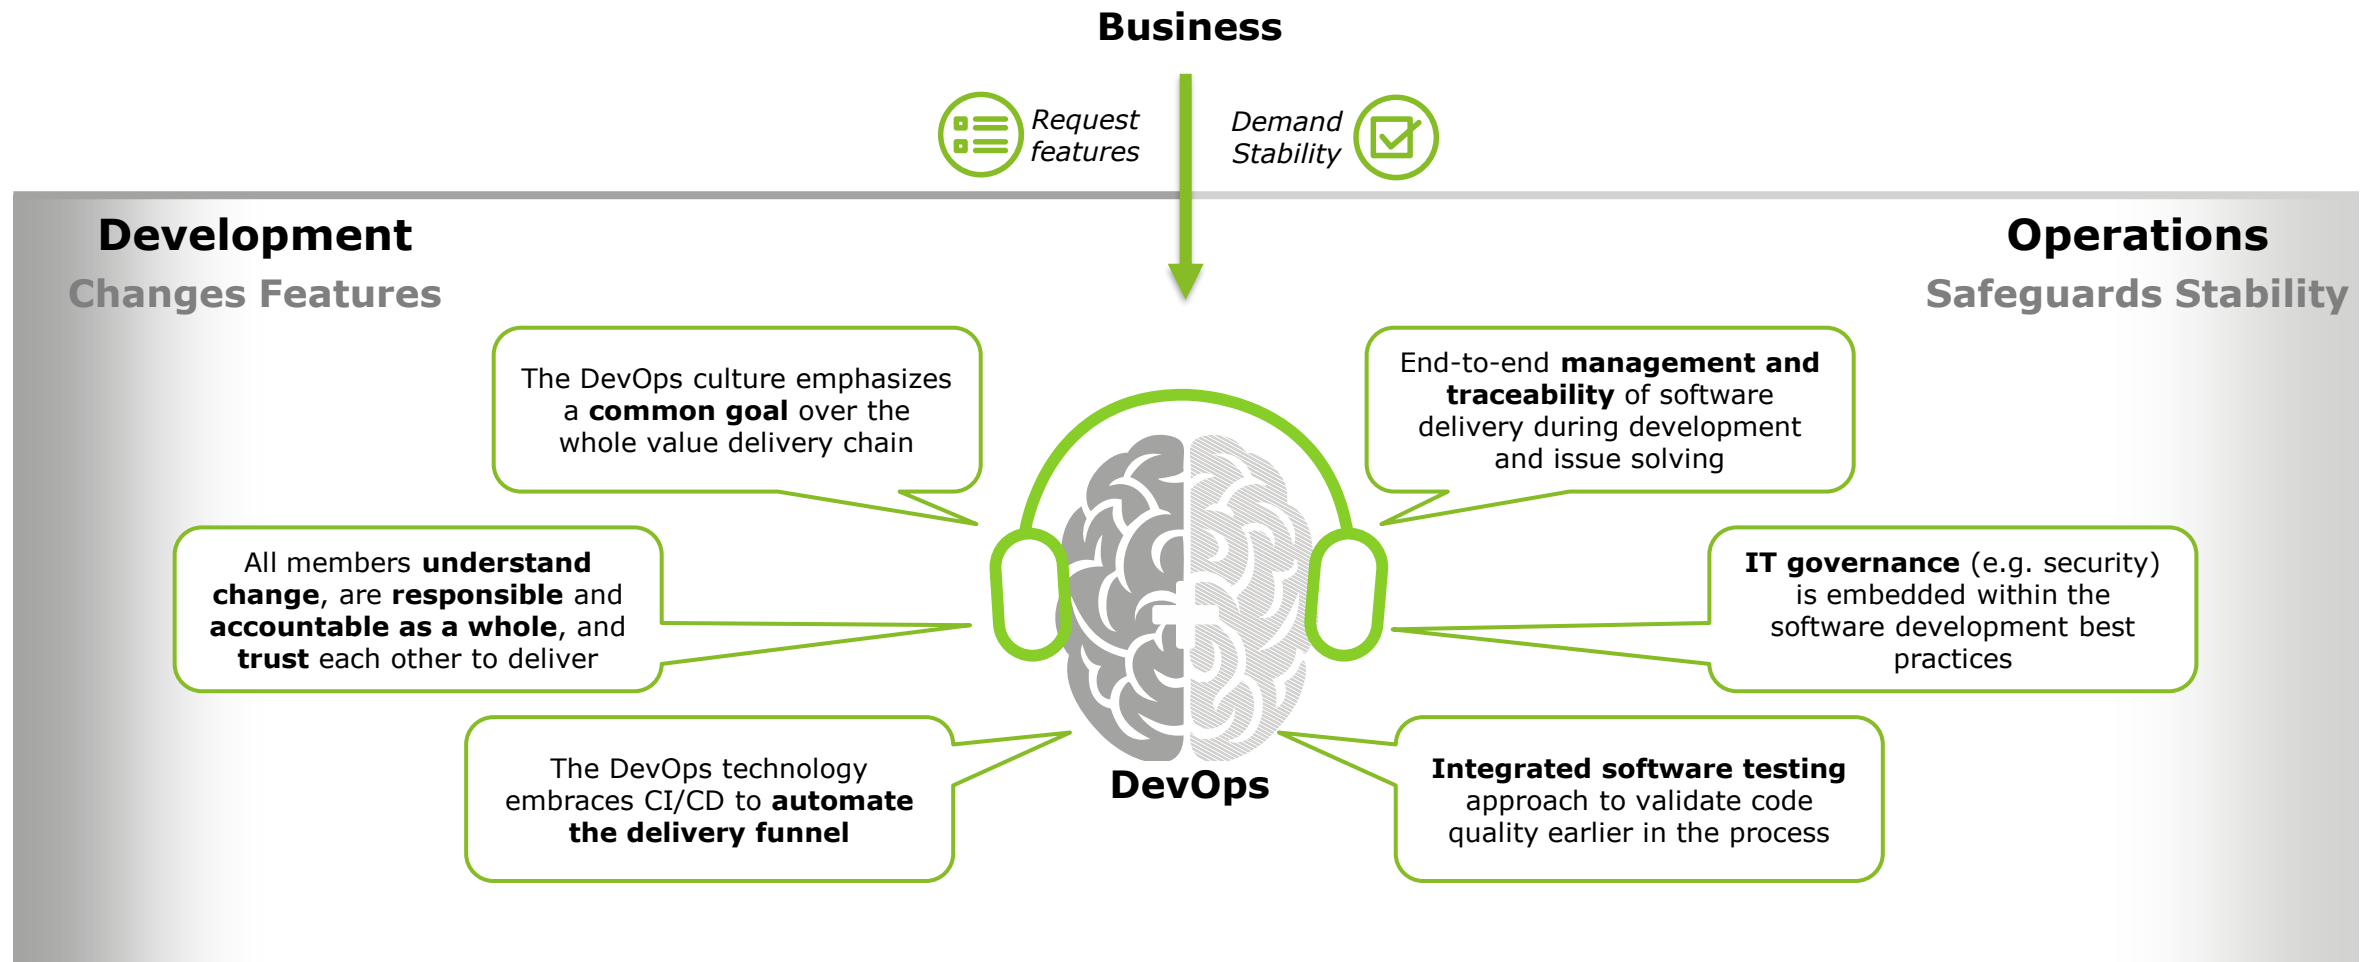 Business
Request
features
Demand
Stability
Development
Changes Features
Operations
Safeguards Stability
The DevOps culture emphasizes
a common goal over the
whole value delivery chain
End-to-end management and
traceability of software
delivery during development
and issue solving
All members understand
change, are responsible and
accountable as a whole, and
trust each other to deliver
IT governance (e.g. security)
is embedded within the
software development best
practices
The DevOps technology
embraces CI/CD to automate
the delivery funnel
DevOps
Integrated software testing
approach to validate code
quality earlier in the process